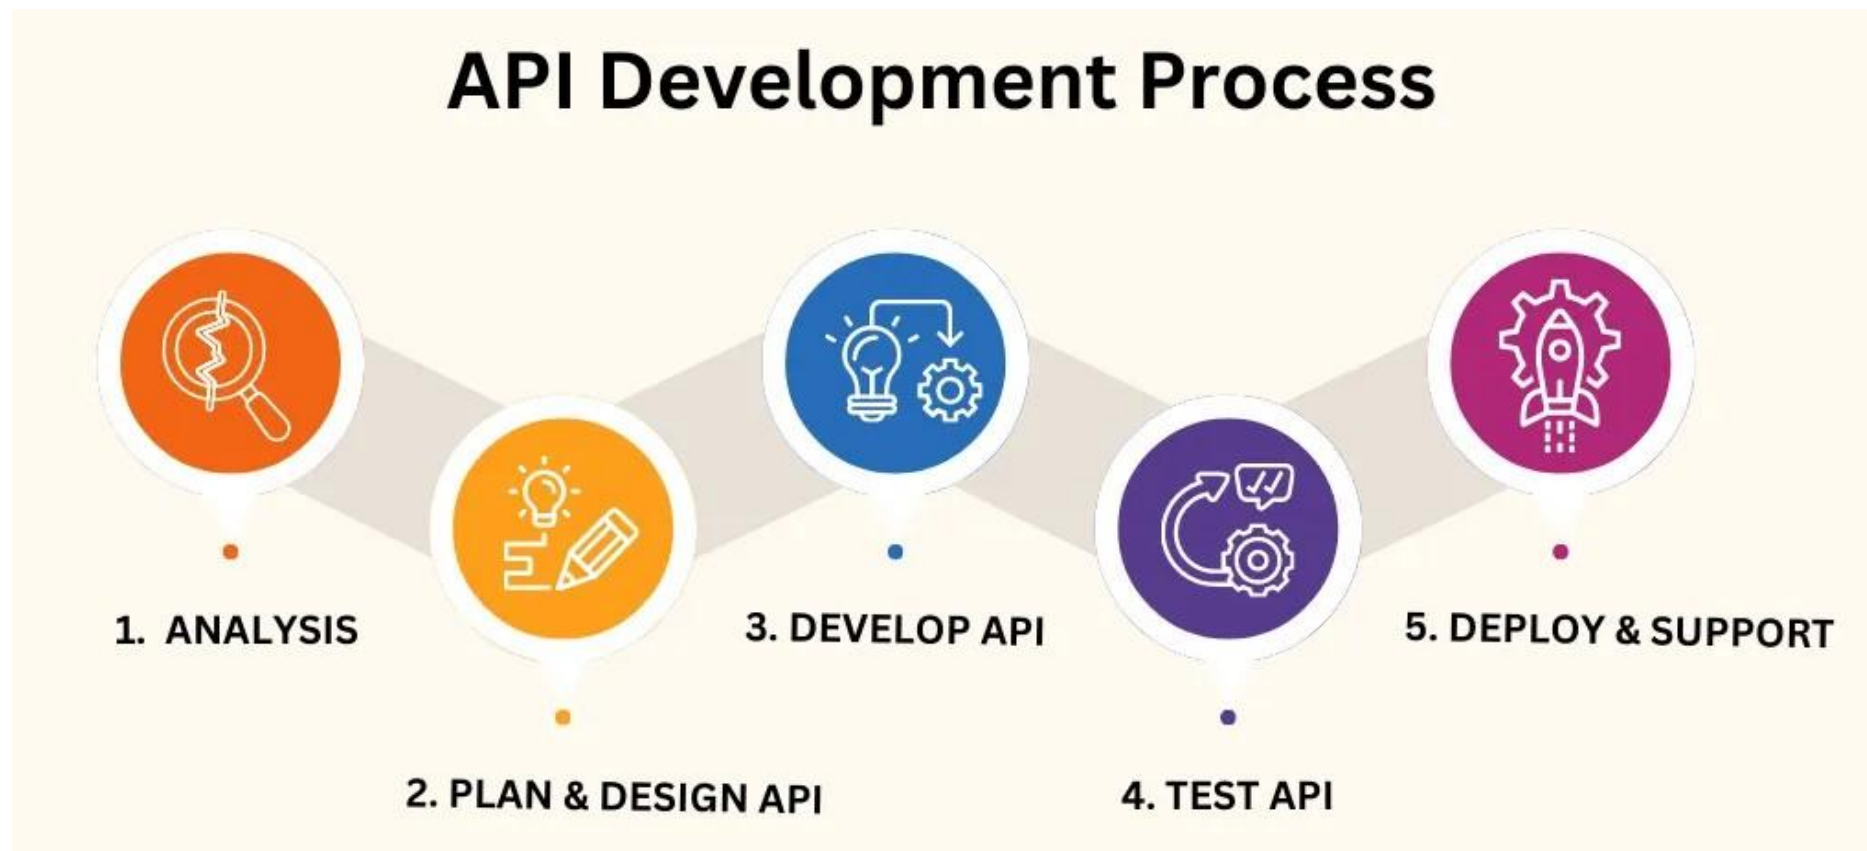 API Development Process
1. ANALYSIS
2. PLAN & DESIGN API
3. DEVELOP API
4. TEST API
5. DEPLOY & SUPPORT